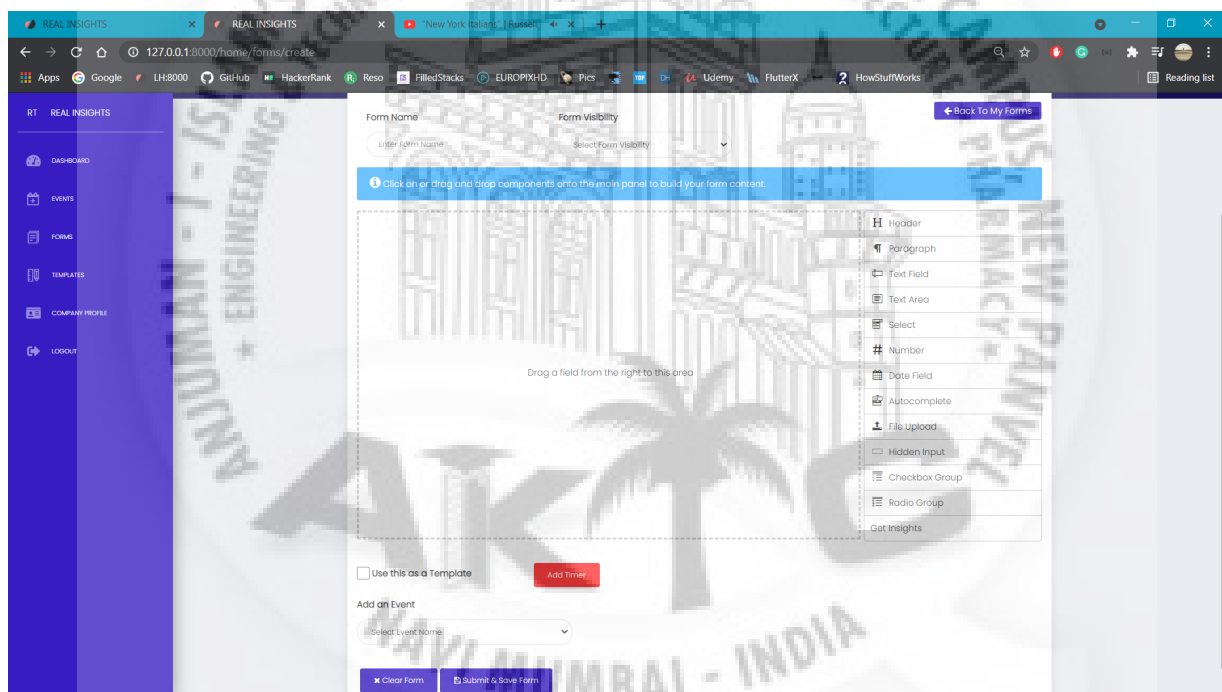 REAL INSIGHTS
REAL INSIGHTS
"New York Italians" | Russell
127.0.0.1:8000/home/forms/create
Apps Google LH:8000 GitHub HackerRank Reso FilledStacks EUROPIXHD Pics TDF DH Udemy FlutterX HowStuffWorks Reading list
RT REAL INSIGHTS
DASHBOARD
EVENTS
FORMS
TEMPLATES
COMPANY PROFILE
LOGOUT
Back To My Forms
Form Name Form Visibility
Enter Form Name Select Form Visibility
Click on or drag and drop components onto the main panel to build your form content.
Drag a field from the right to this area
Header
Paragraph
Text Field
Text Area
Select
Number
Date Field
Autocomplete
File Upload
Hidden Input
Checkbox Group
Radio Group
Get Insights
Use this as a Template Add Timer
Add an Event
Select Event Name
Clear Form Submit & Save Form
AKTC
NAVI MUMBAI - INDIA